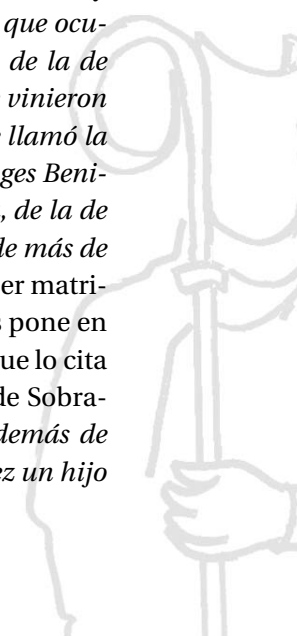 que ocu-
de la de
vinieron
llamó la
ges Beni-
, de la de
de más de
er matri-
s pone en
ue lo cita
de Sobra-
demás de
ez un hijo